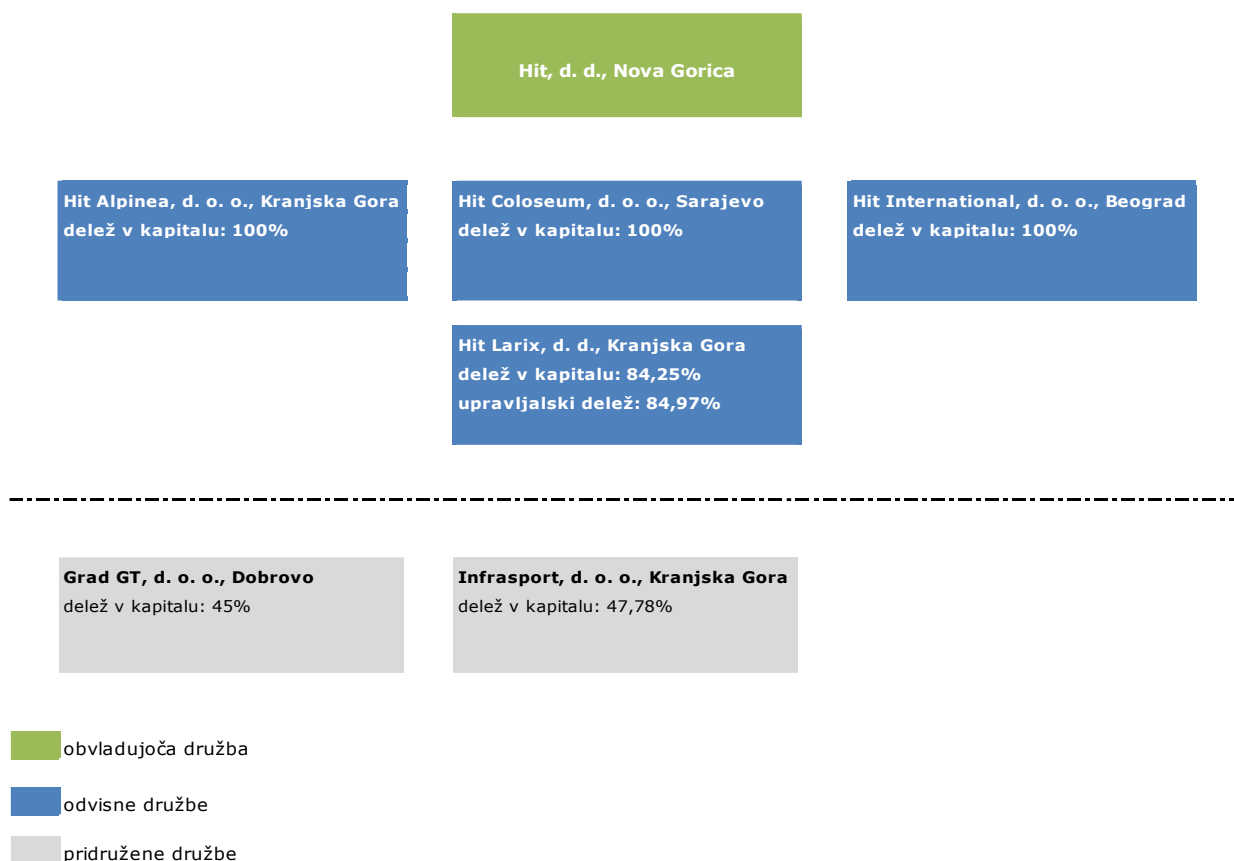 Hit, d. d., Nova Gorica
Hit Alpinea, d. o. o., Kranjska Gora
delež v kapitalu: 100%
Hit Coloseum, d. o. o., Sarajevo
delež v kapitalu: 100%
Hit International, d. o. o., Beograd
delež v kapitalu: 100%
Hit Larix, d. d., Kranjska Gora
delež v kapitalu: 84,25%
upravljalski delež: 84,97%
Grad GT, d. o. o., Dobrovo
delež v kapitalu: 45%
Infrasport, d. o. o., Kranjska Gora
delež v kapitalu: 47,78%
obvladujoča družba
odvisne družbe
pridružene družbe